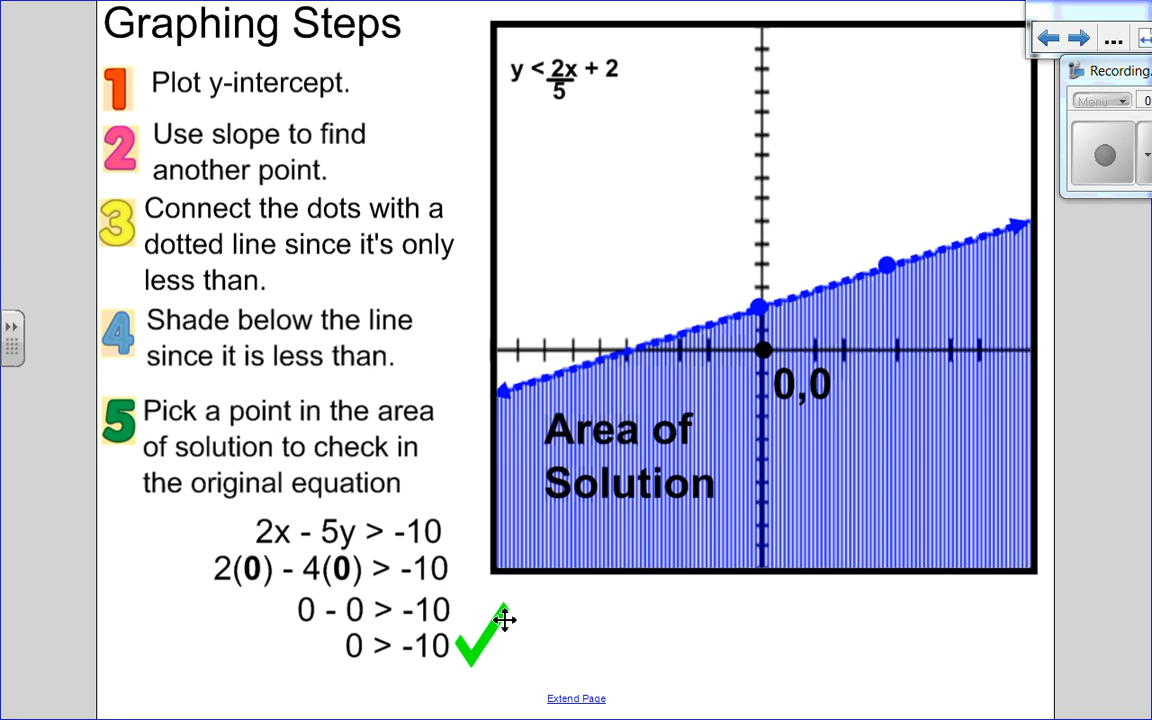 Graphing Steps
1 Plot y-intercept.
2 Use slope to find
another point.
3 Connect the dots with a
dotted line since it's only
less than.
4 Shade below the line
since it is less than.
5 Pick a point in the area
of solution to check in
the original equation
2x - 5y > -10
2(0) - 4(0) > -10
0 - 0 > -10
0 > -10
y < 2x + 2
5
0,0
Area of
Solution
...
Recording.
Menu
0
Extend Page